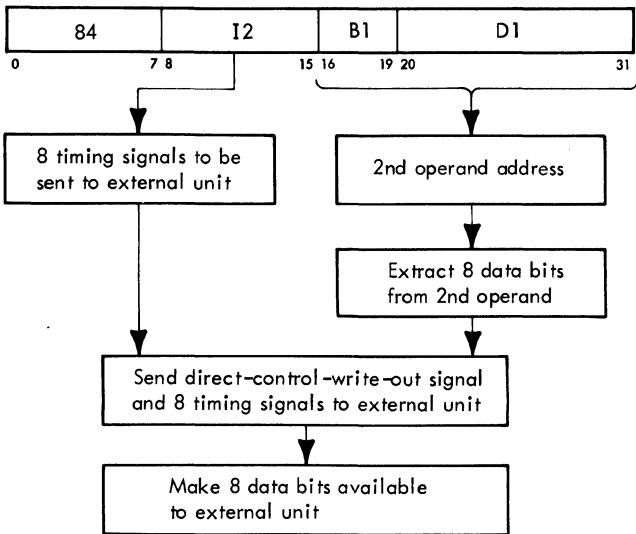 84 I2 B1 D1
0 7 8 15 16 19 20 31
8 timing signals to be
sent to external unit
2nd operand address
Extract 8 data bits
from 2nd operand
Send direct-control-write-out signal
and 8 timing signals to external unit
Make 8 data bits available
to external unit